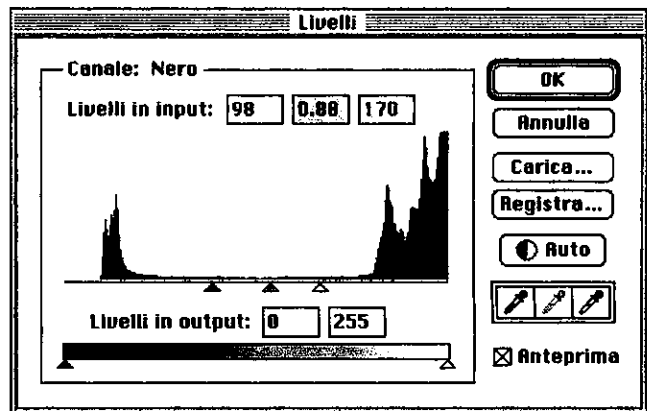 Livelli
Canale: Nero
Livelli in input: 98 0.88 170
Livelli in output: 0 255
OK
Annulla
Carica...
Registra...
Auto
Anteprima